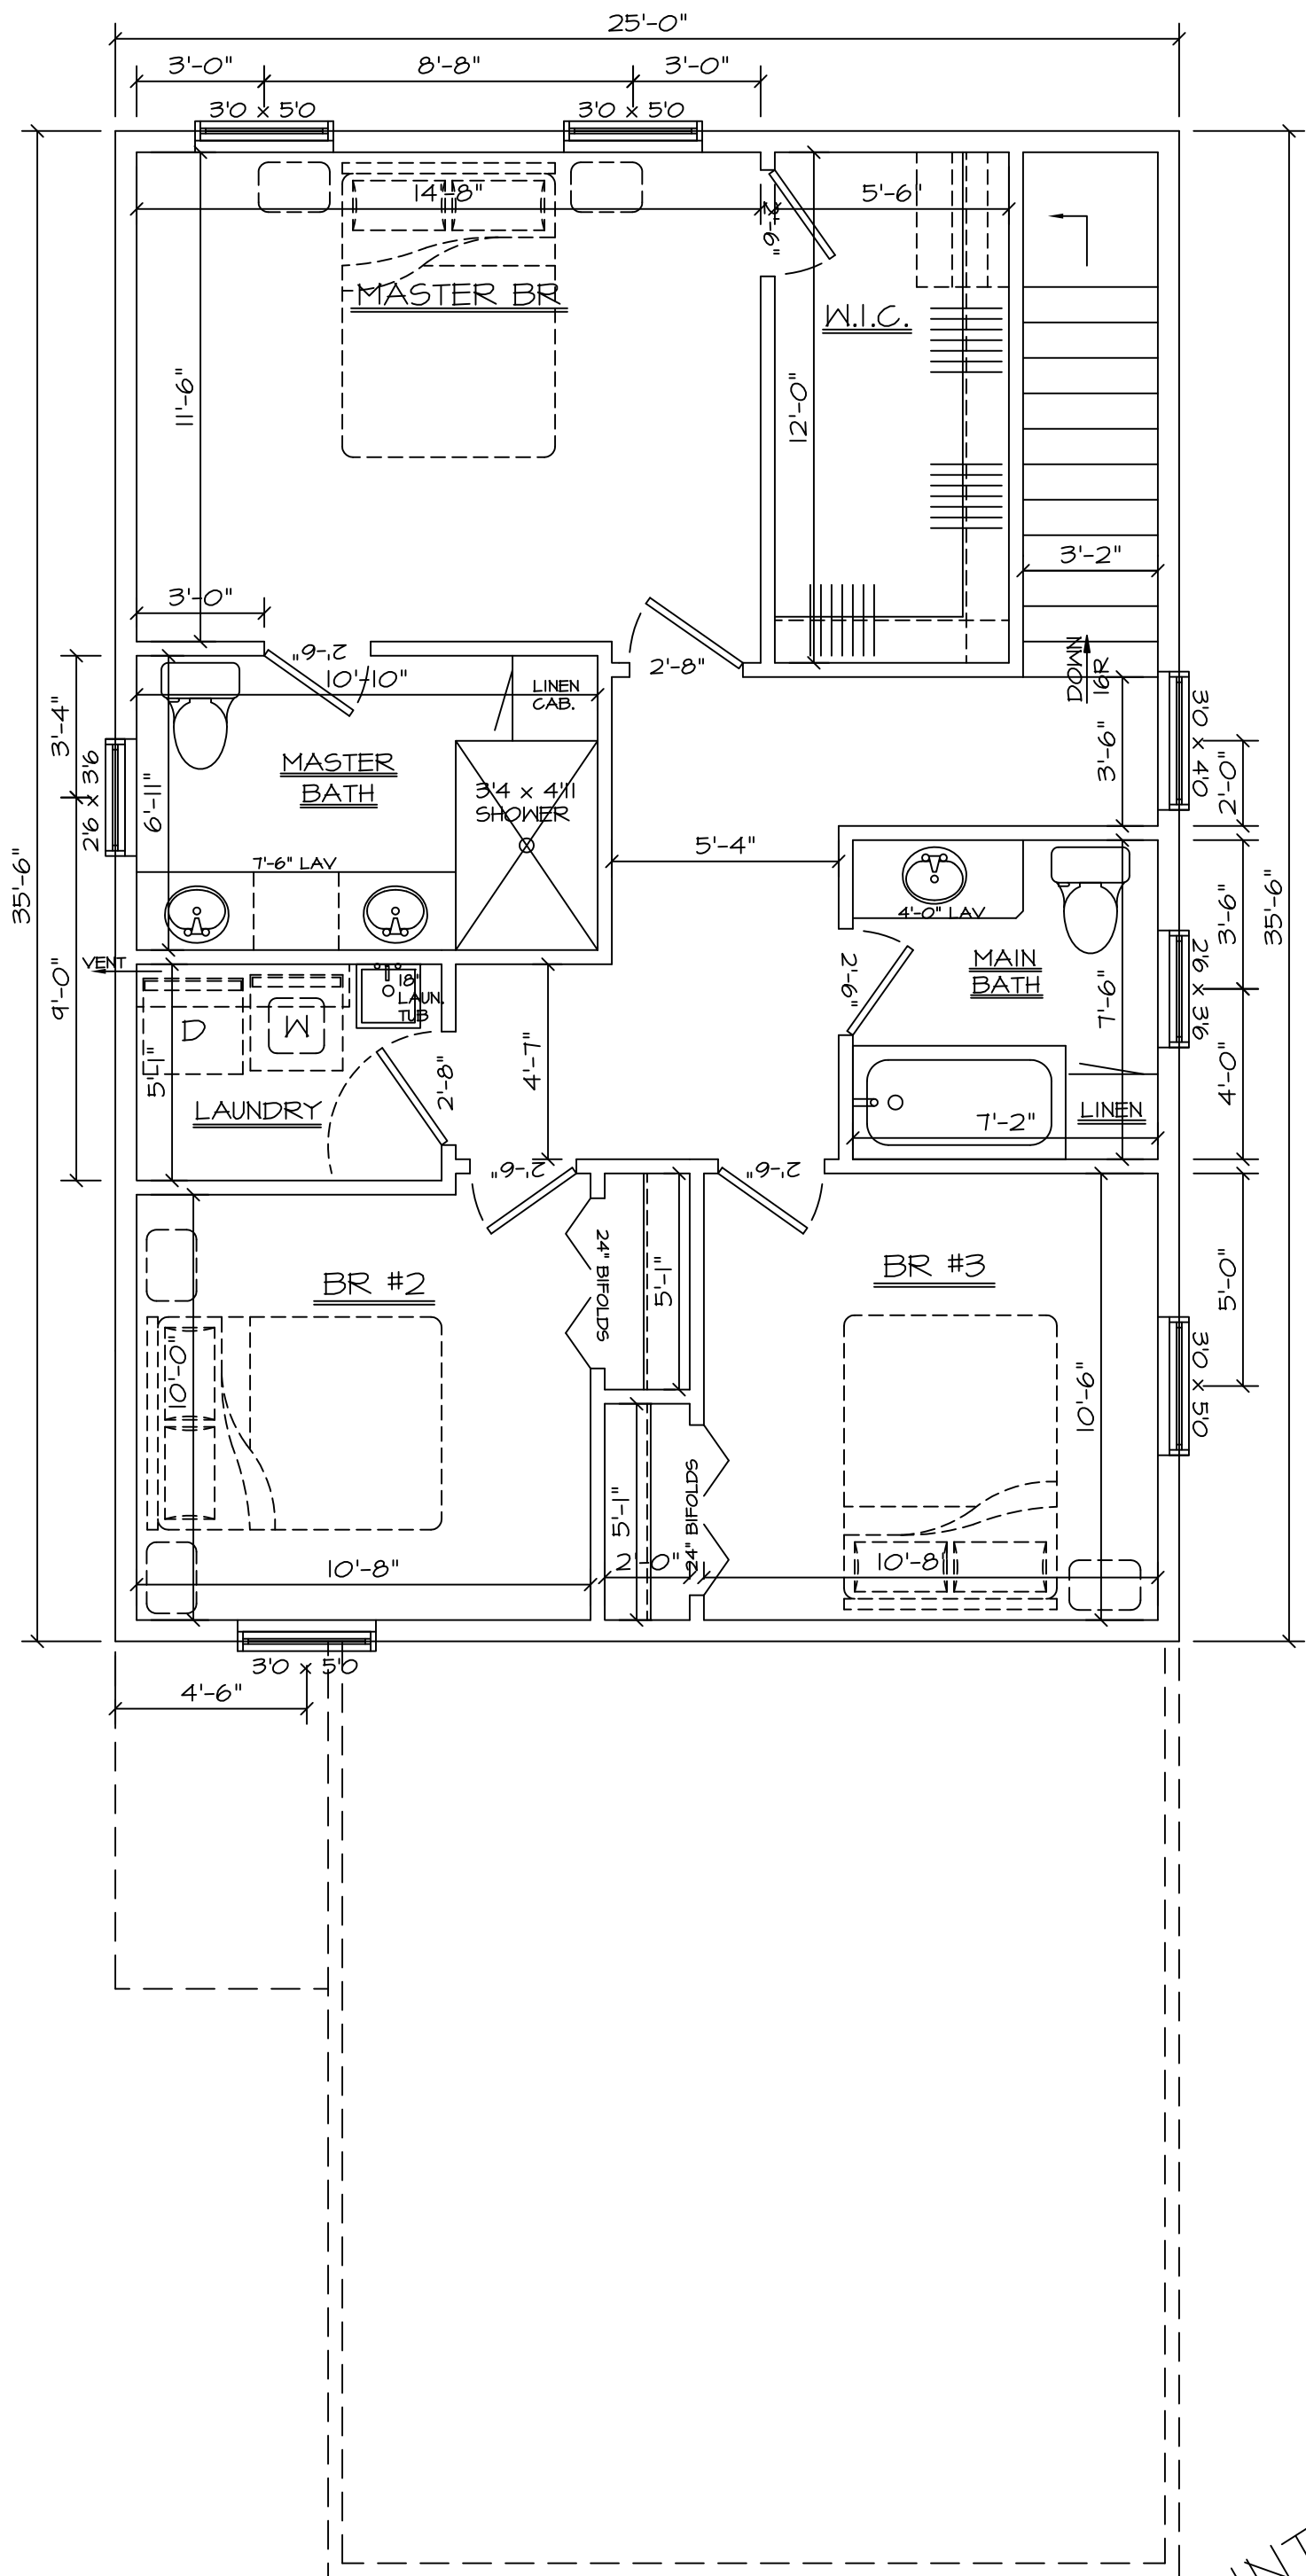 25'-0"
3'-0"
8'-8"
3'-0"
3'0 x 5'0
3'0 x 5'0
14'-8"
5'-6"
2'-6"
MASTER BR
W.I.C.
11'-6"
12'-0"
3'-2"
3'-0"
2'-6"
10'-10"
2'-8"
LINEN
CAB.
DOWN
16R
3'-4"
2'6 x 3'6
6'-11"
MASTER
BATH
3'4 x 4'11
SHOWER
3'-6"
3'0 x 4'0
2'-0"
5'-4"
7'-6" LAV
4'-0" LAV
35'-6"
35'-6"
VENT
9'-0"
18"
LAUN.
TUB
D
W
5'-1"
LAUNDRY
2'-8"
4'-7"
2'-6"
MAIN
BATH
7'-6"
2'6 x 3'6
3'-6"
4'-0"
7'-2"
LINEN
2'-6"
2'-6"
BR #2
24" BIFOLDS
5'-1"
BR #3
5'-0"
3'0 x 5'0
10'-0"
10'-6"
5'-1"
24" BIFOLDS
10'-8"
2'-0"
10'-8"
3'0 x 5'0
4'-6"